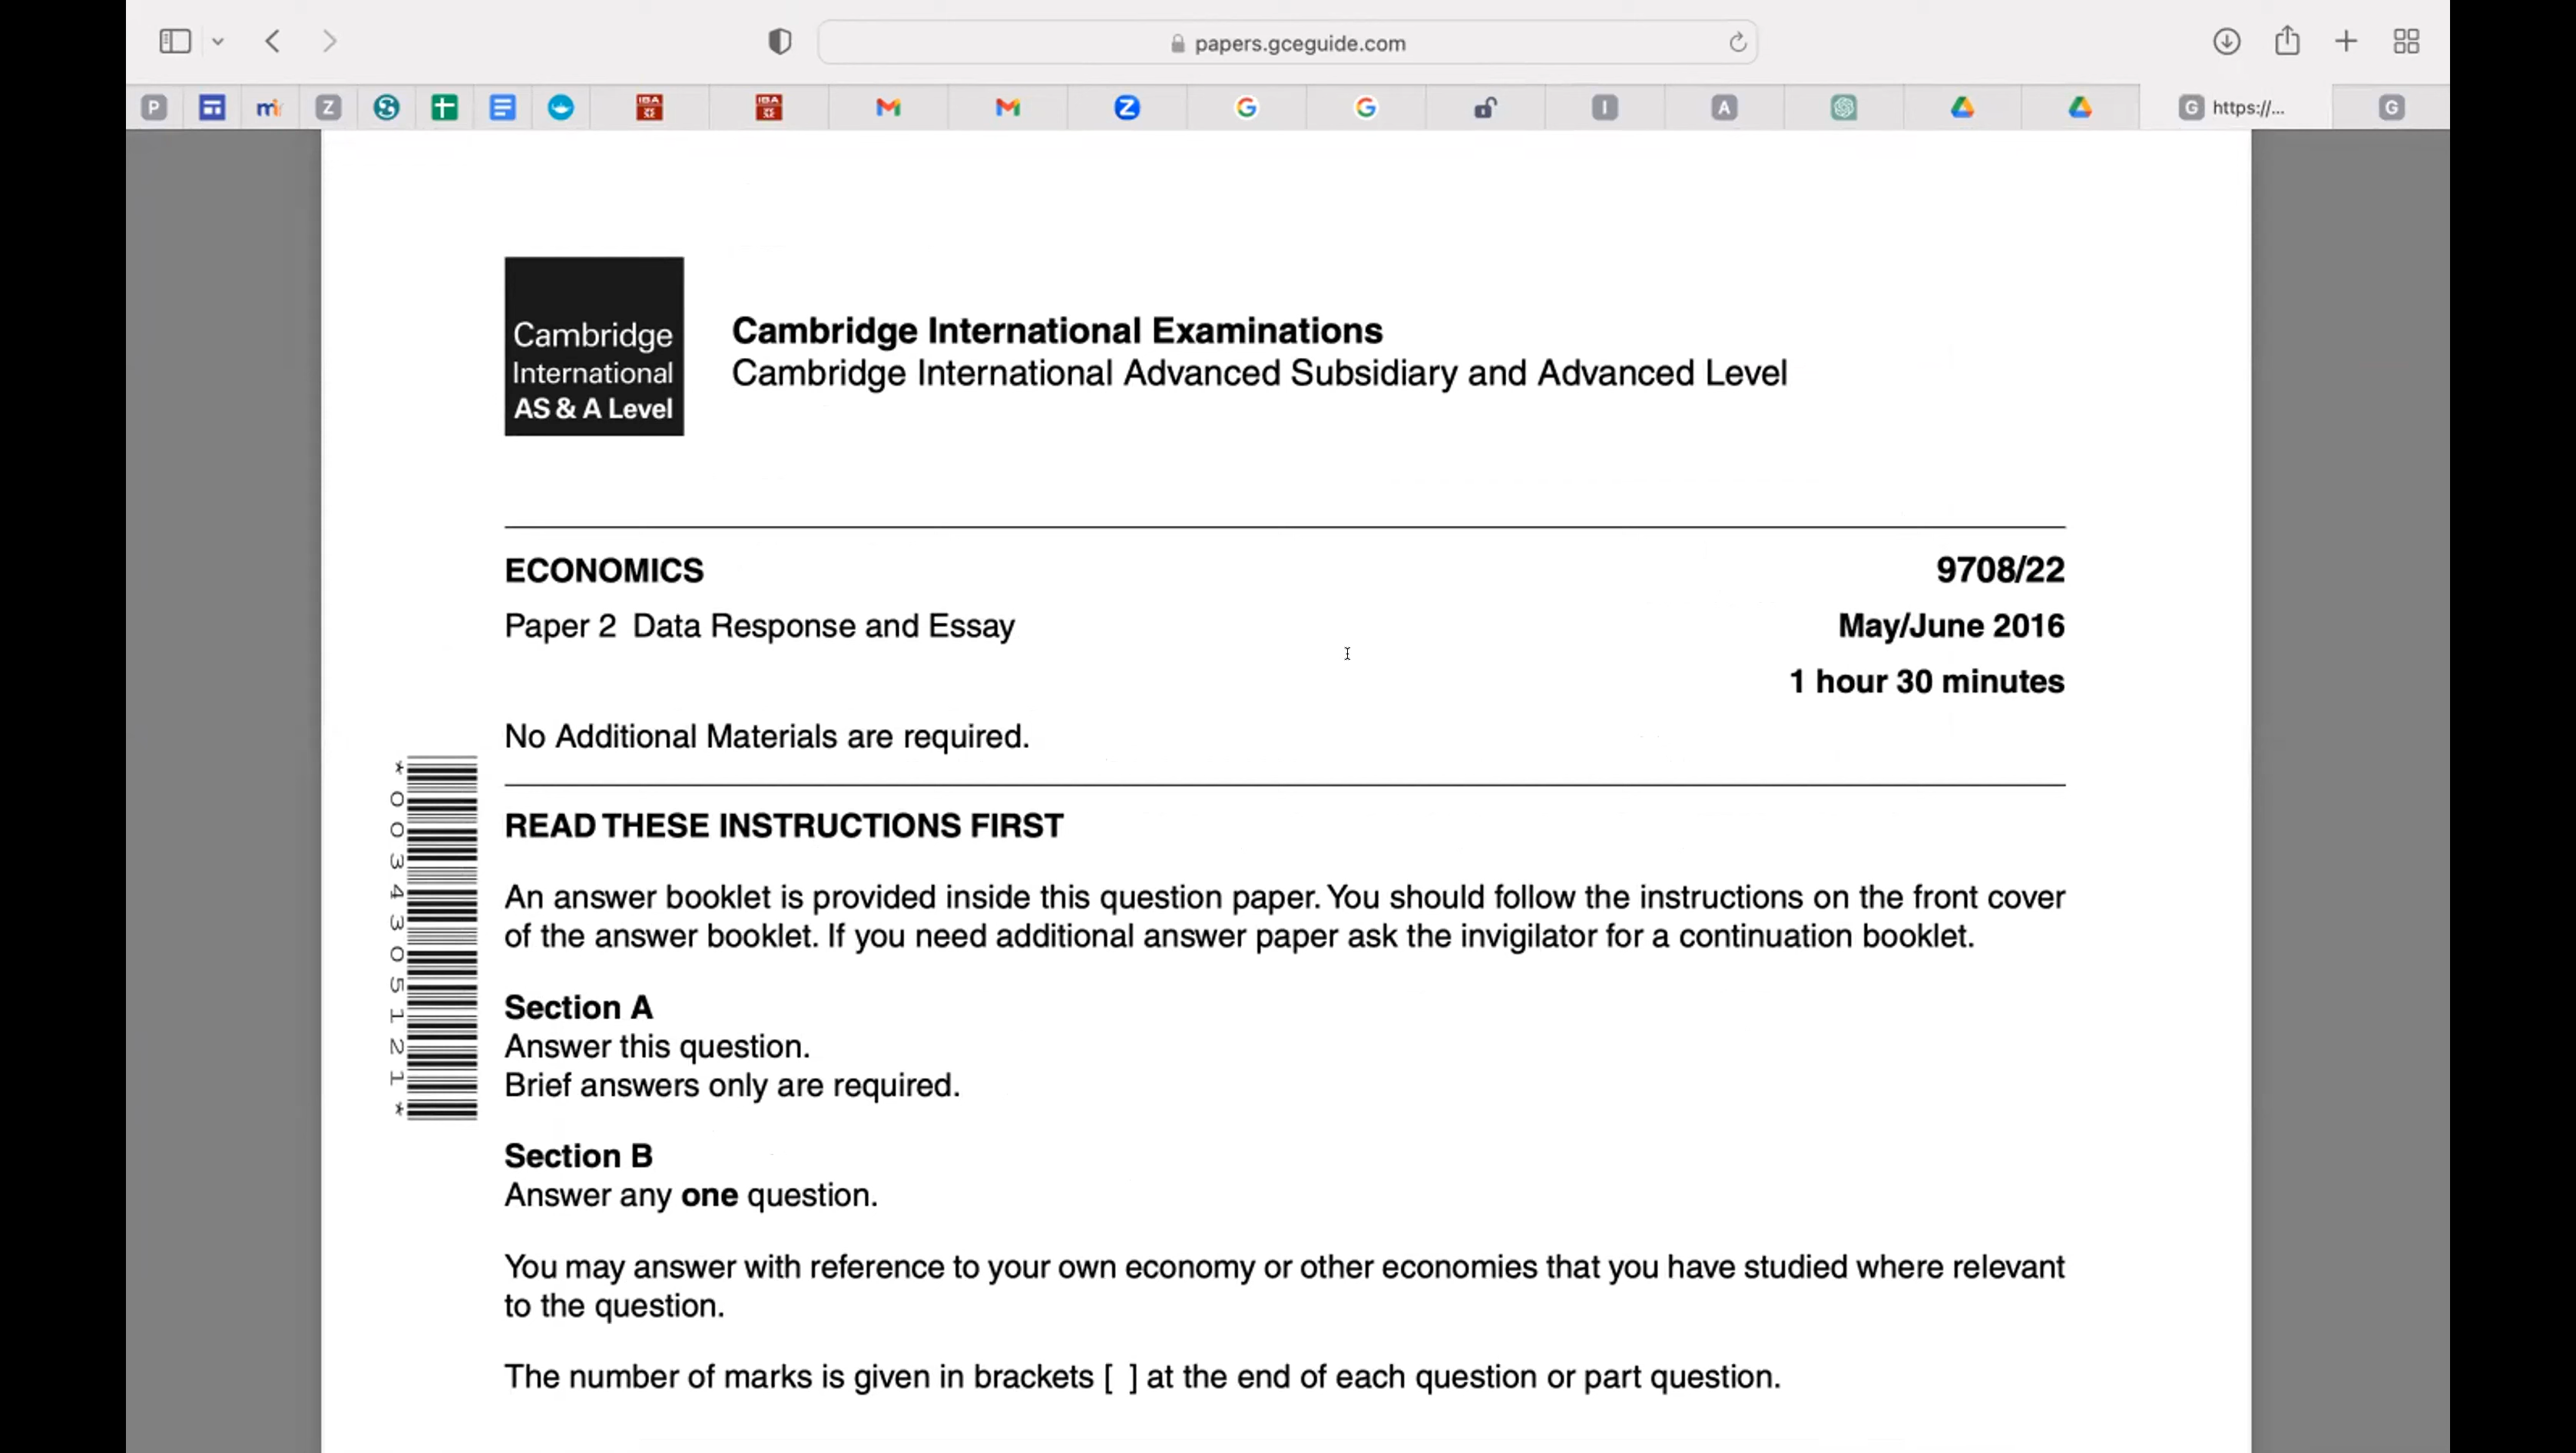 papers.gceguide.com
P
Z
IBA
IBA
Z
G
G
I
A
G https://...
G
Cambridge
International
AS & A Level
Cambridge International Examinations
Cambridge International Advanced Subsidiary and Advanced Level
ECONOMICS 9708/22
Paper 2 Data Response and Essay May/June 2016
1 hour 30 minutes
No Additional Materials are required.
*0034305121*
READ THESE INSTRUCTIONS FIRST
An answer booklet is provided inside this question paper. You should follow the instructions on the front cover
of the answer booklet. If you need additional answer paper ask the invigilator for a continuation booklet.
Section A
Answer this question.
Brief answers only are required.
Section B
Answer any one question.
You may answer with reference to your own economy or other economies that you have studied where relevant
to the question.
The number of marks is given in brackets [ ] at the end of each question or part question.